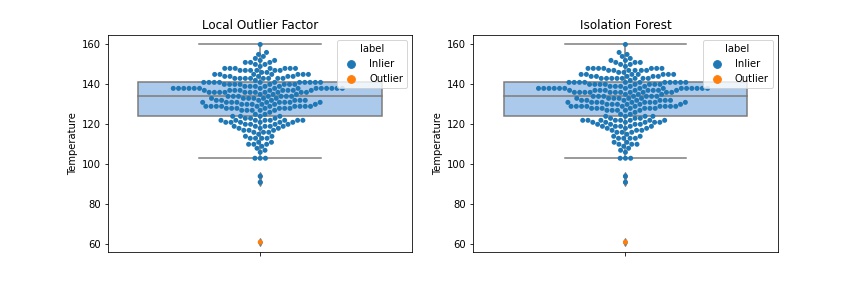 Local Outlier Factor
160
140
120
100
80
60
Temperature
label
Inlier
Outlier
Isolation Forest
160
140
120
100
80
60
Temperature
label
Inlier
Outlier